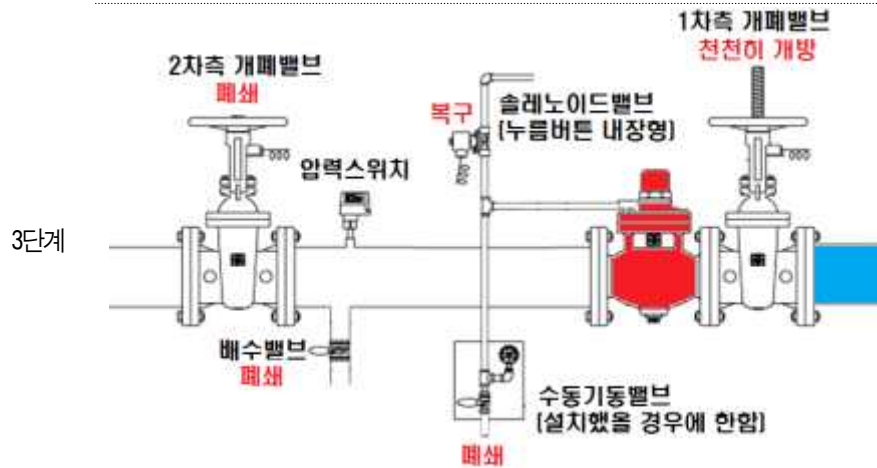 1차측 개폐밸브
천천히 개방
2차측 개폐밸브
폐쇄
복구
솔레노이드밸브
(누름버튼 내장형)
압력스위치
3단계
배수밸브
폐쇄
수동기동밸브
(설치했을 경우에 한함)
폐쇄